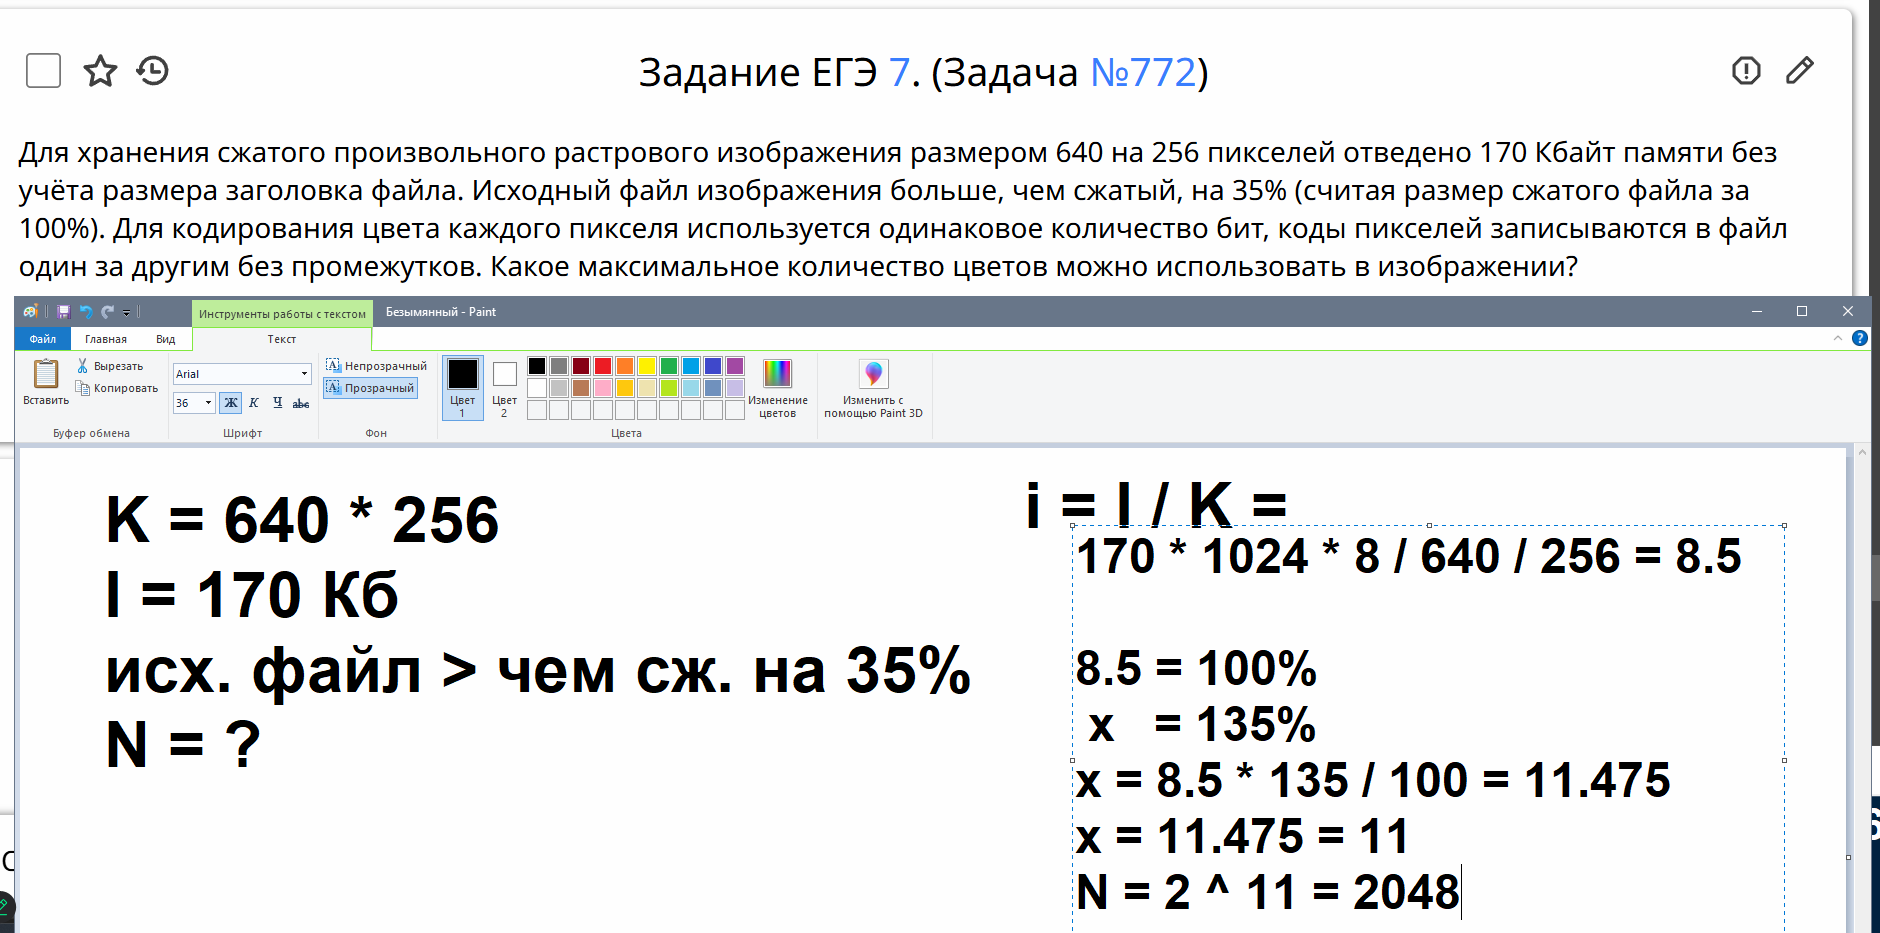 Задание ЕГЭ 7. (Задача №772)
Для хранения сжатого произвольного растрового изображения размером 640 на 256 пикселей отведено 170 Кбайт памяти без
учёта размера заголовка файла. Исходный файл изображения больше, чем сжатый, на 35% (считая размер сжатого файла за
100%). Для кодирования цвета каждого пикселя используется одинаковое количество бит, коды пикселей записываются в файл
один за другим без промежутков. Какое максимальное количество цветов можно использовать в изображении?
Инструменты работы с текстом
Безымянный - Paint
Файл
Главная
Вид
Текст
Вставить
Вырезать
Копировать
Буфер обмена
Arial
36
Ж К Ч abc
Шрифт
Непрозрачный
Прозрачный
Фон
Цвет
1
Цвет
2
Цвета
Изменение
цветов
Изменить с
помощью Paint 3D
K = 640 * 256
I = 170 Кб
исх. файл > чем сж. на 35%
N = ?
i = I / K =
170 * 1024 * 8 / 640 / 256 = 8.5
8.5 = 100%
x = 135%
x = 8.5 * 135 / 100 = 11.475
x = 11.475 = 11
N = 2 ^ 11 = 2048